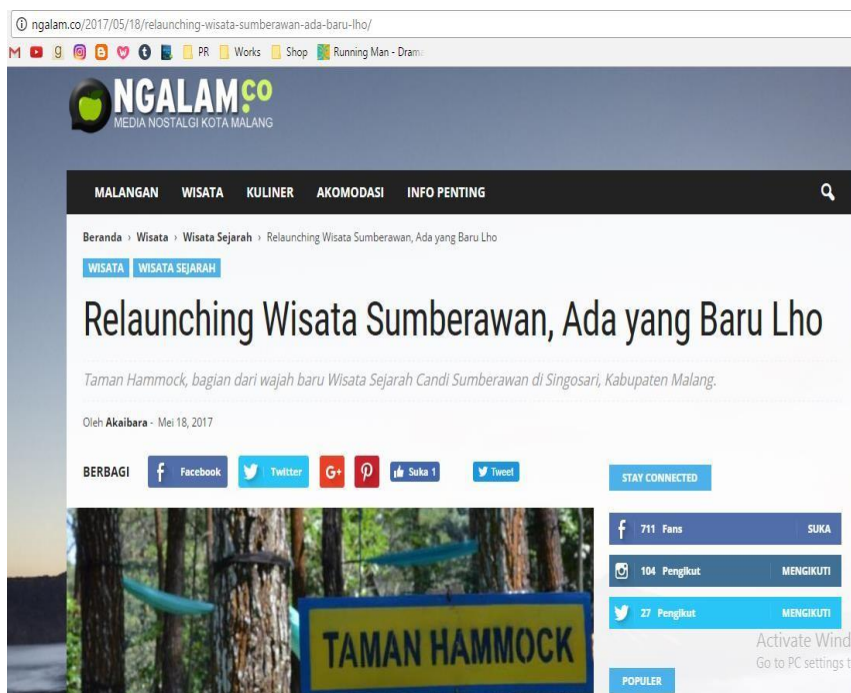 ngalam.co/2017/05/18/relaunching-wisata-sumberawan-ada-baru-lho/
PR Works Shop Running Man - Dram
NGALAM.CO
MEDIA NOSTALGI KOTA MALANG
MALANGAN WISATA KULINER AKOMODASI INFO PENTING
Beranda › Wisata › Wisata Sejarah › Relaunching Wisata Sumberawan, Ada yang Baru Lho
WISATA WISATA SEJARAH
Relaunching Wisata Sumberawan, Ada yang Baru Lho
Taman Hammock, bagian dari wajah baru Wisata Sejarah Candi Sumberawan di Singosari, Kabupaten Malang.
Oleh Akaibara - Mei 18, 2017
BERBAGI Facebook Twitter G+ Suka 1 Tweet
STAY CONNECTED
711 Fans SUKA
104 Pengikut MENGIKUTI
27 Pengikut MENGIKUTI
TAMAN HAMMOCK
Activate Wind
Go to PC settings t
POPULER